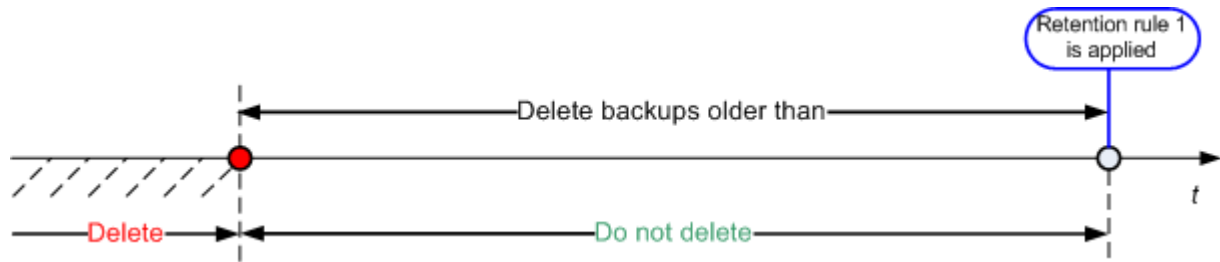 Retention rule 1
is applied
Delete backups older than
t
Delete
Do not delete